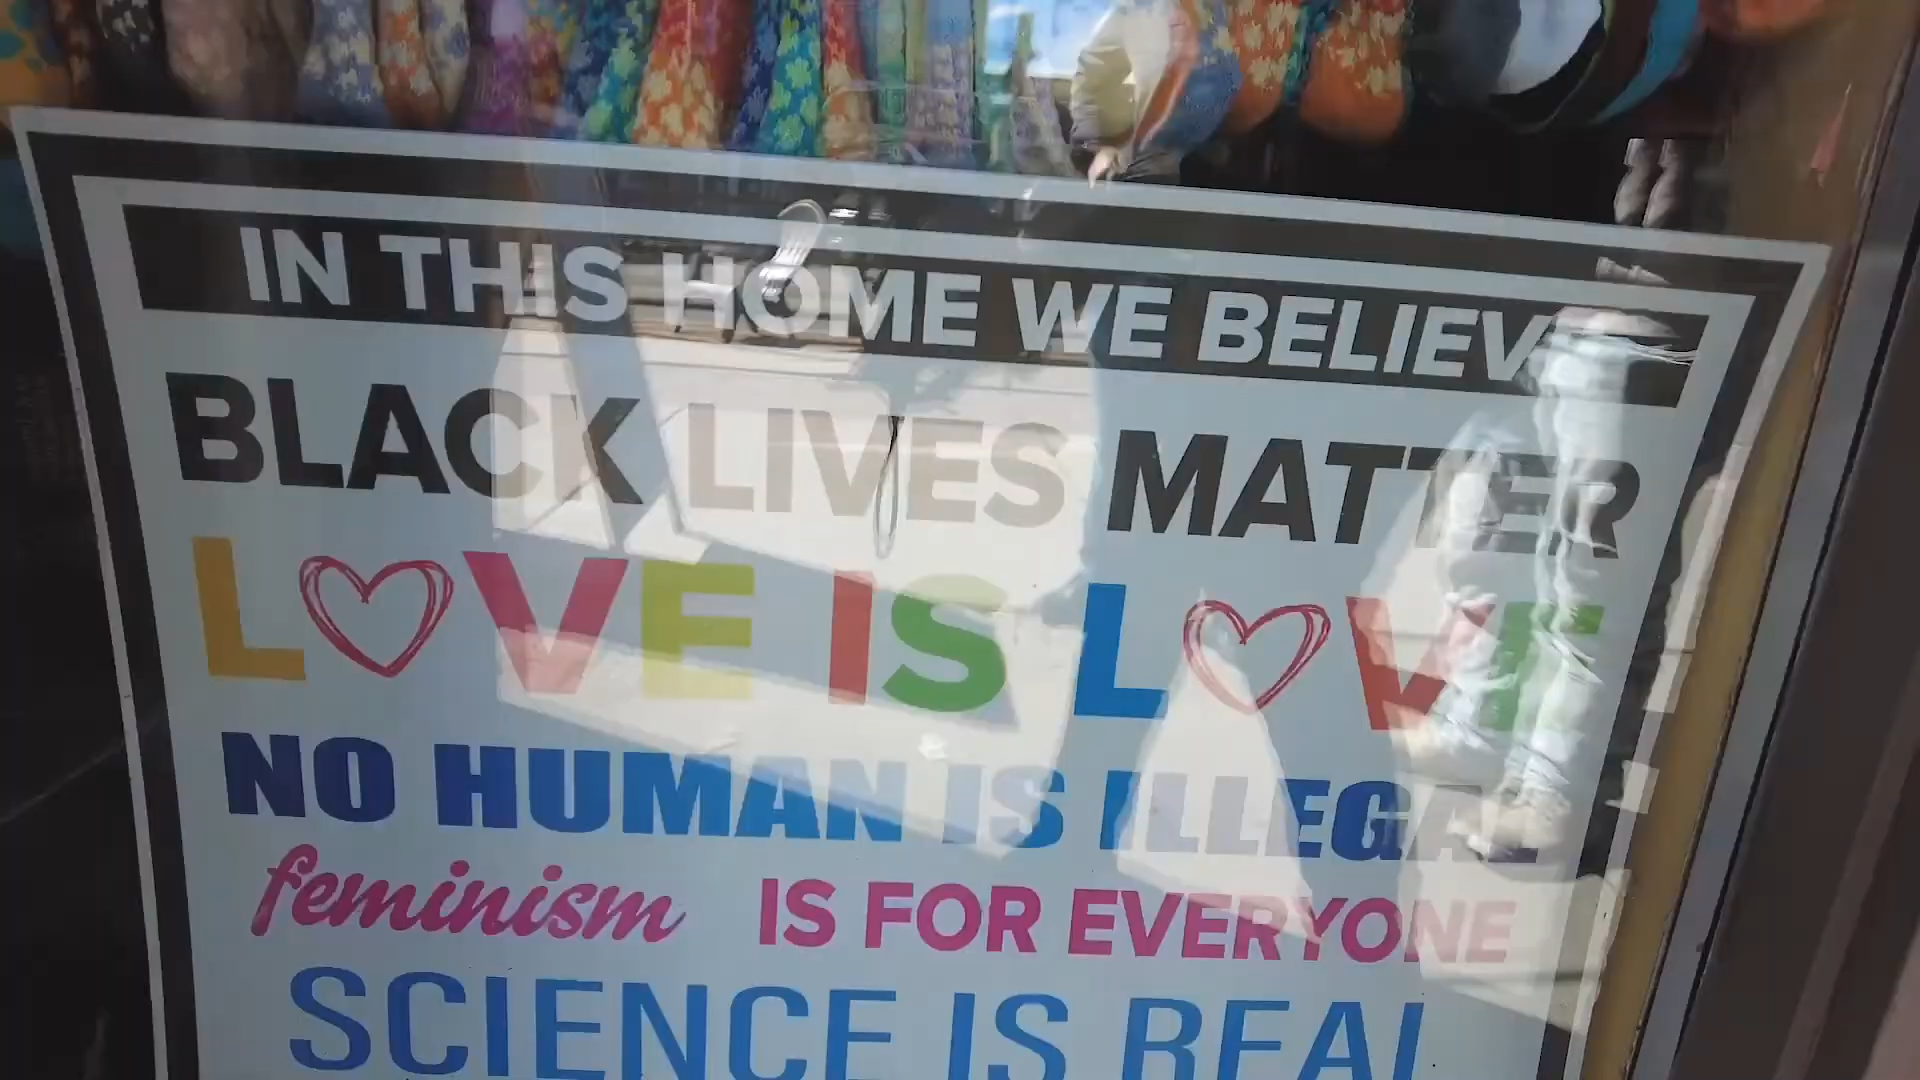 IN THIS HOME WE BELIEVE
BLACK LIVES MATTER
LOVE IS LOVE
NO HUMAN IS ILLEGAL
feminism IS FOR EVERYONE
SCIENCE IS REAL